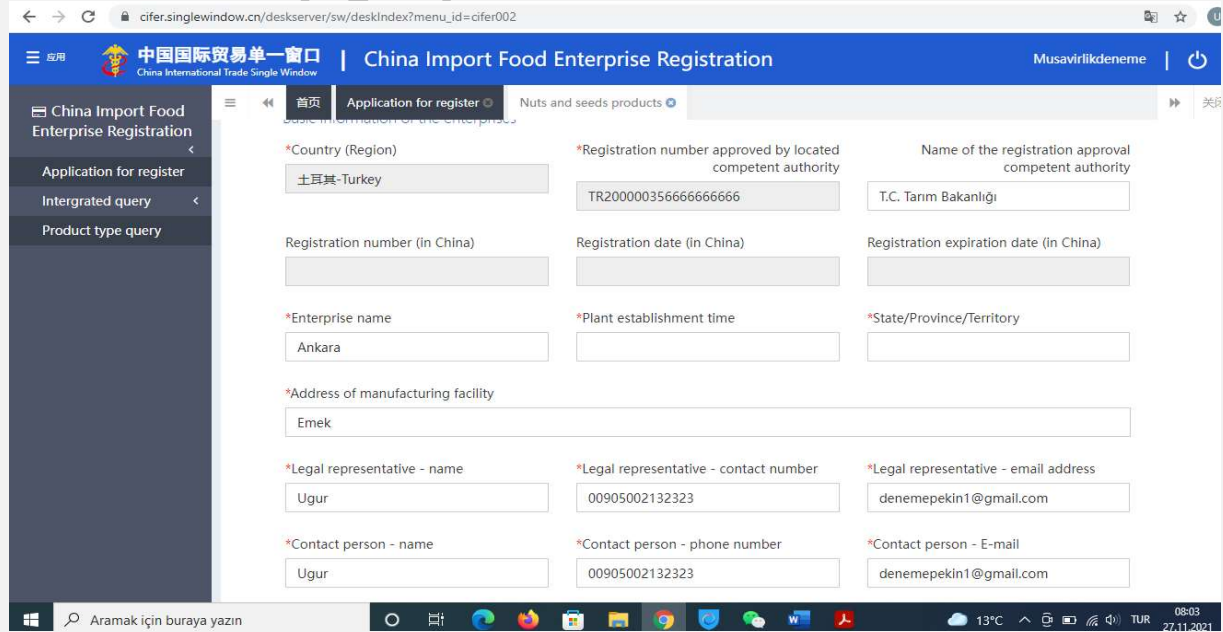 cifer.singlewindow.cn/deskserver/sw/deskIndex?menu_id=cifer002
应用
中国国际贸易单一窗口
China International Trade Single Window
| China Import Food Enterprise Registration
Musavirlikdeneme
China Import Food
Enterprise Registration
Application for register
Intergrated query
Product type query
首页
Application for register
Nuts and seeds products
Basic information of the enterprises
*Country (Region)
土耳其-Turkey
*Registration number approved by located
competent authority
TR200000356666666666
Name of the registration approval
competent authority
T.C. Tarım Bakanlığı
Registration number (in China)
Registration date (in China)
Registration expiration date (in China)
*Enterprise name
Ankara
*Plant establishment time
*State/Province/Territory
*Address of manufacturing facility
Emek
*Legal representative - name
Ugur
*Legal representative - contact number
00905002132323
*Legal representative - email address
denemepekin1@gmail.com
*Contact person - name
Ugur
*Contact person - phone number
00905002132323
*Contact person - E-mail
denemepekin1@gmail.com
Aramak için buraya yazın
13°C
TUR
08:03
27.11.2021